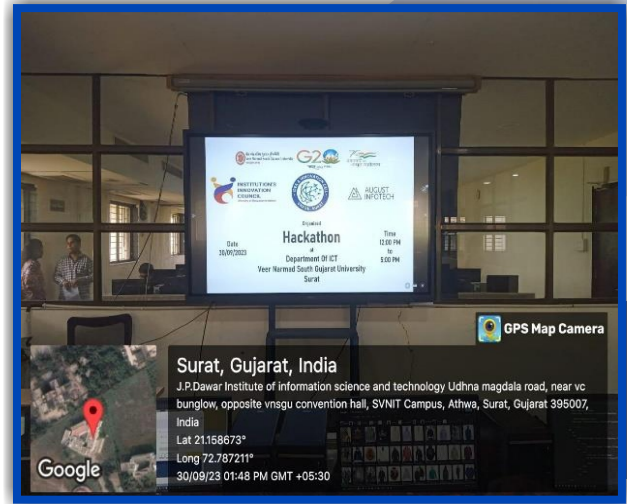 G20
INSTITUTION'S
INNOVATION
COUNCIL
AUGUST
INFOTECH
Organised
Hackathon
at
Department Of ICT
Veer Narmad South Gujarat University
Surat
Date
30/09/2023
Time
12:00 PM
to
5:00 PM
GPS Map Camera
Surat, Gujarat, India
J.P.Dawar Institute of information science and technology Udhna magdala road, near vc
bunglow, opposite vnsgu convention hall, SVNIT Campus, Athwa, Surat, Gujarat 395007,
India
Lat 21.158673°
Long 72.787211°
30/09/23 01:48 PM GMT +05:30
Google